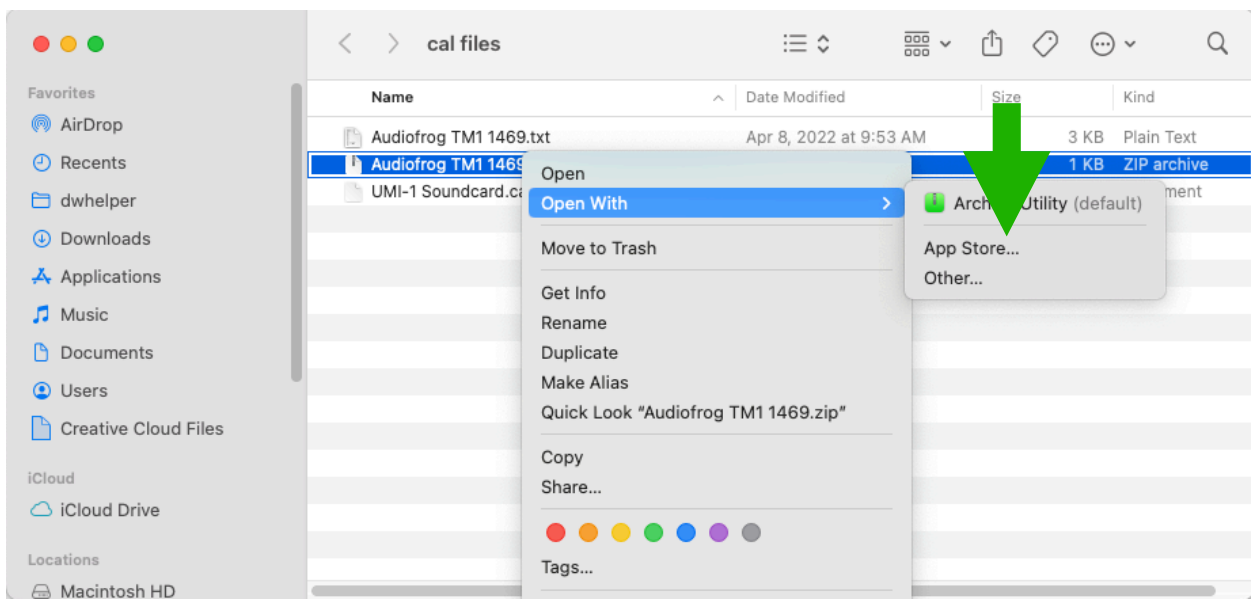 cal files
Favorites
AirDrop
Recents
dwhelper
Downloads
Applications
Music
Documents
Users
Creative Cloud Files
iCloud
iCloud Drive
Locations
Macintosh HD
Name Date Modified Size Kind
Audiofrog TM1 1469.txt Apr 8, 2022 at 9:53 AM 3 KB Plain Text
Audiofrog TM1 1469 1 KB ZIP archive
UMI-1 Soundcard.ca
Open
Open With
Move to Trash
Get Info
Rename
Duplicate
Make Alias
Quick Look “Audiofrog TM1 1469.zip”
Copy
Share...
Tags...
Utility (default)
App Store...
Other...